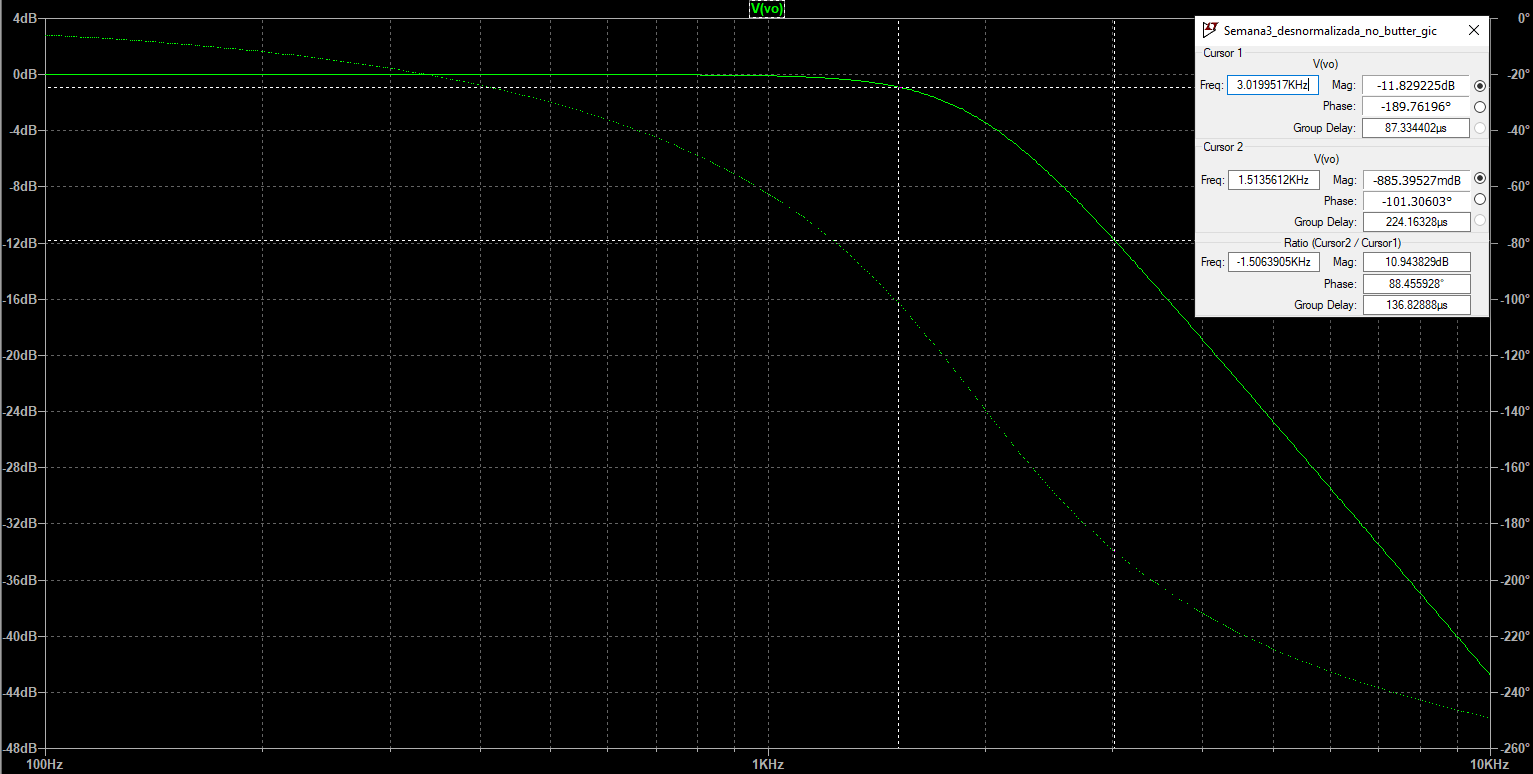 V(vo)
4dB
0dB
-4dB
-8dB
-12dB
-16dB
-20dB
-24dB
-28dB
-32dB
-36dB
-40dB
-44dB
-48dB
100Hz
1KHz
10KHz
0°
-20°
-40°
-60°
-80°
-100°
-120°
-140°
-160°
-180°
-200°
-220°
-240°
-260°
Semana3_desnormalizada_no_butter_gic
Cursor 1
V(vo)
Freq: 3.0199517KHz Mag: -11.829225dB
Phase: -189.76196°
Group Delay: 87.334402µs
Cursor 2
V(vo)
Freq: 1.5135612KHz Mag: -885.39527mdB
Phase: -101.30603°
Group Delay: 224.16328µs
Ratio (Cursor2 / Cursor1)
Freq: -1.5063905KHz Mag: 10.943829dB
Phase: 88.455928°
Group Delay: 136.82888µs